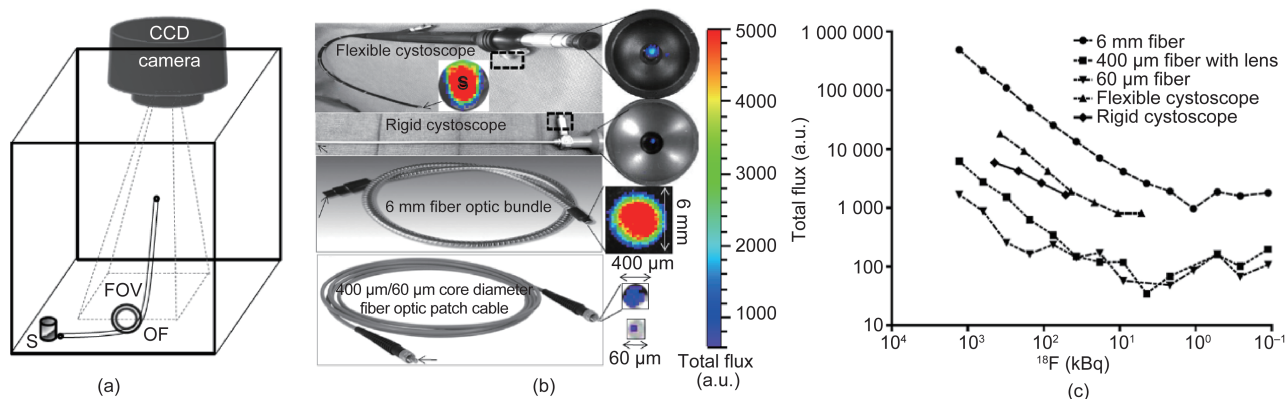 CCD
camera
FOV
OF
S
(a)
Flexible cystoscope
S
Rigid cystoscope
6 mm fiber optic bundle
6 mm
400 µm/60 µm core diameter
fiber optic patch cable
400 µm
60 µm
5000
4000
3000
2000
1000
Total flux
(a.u.)
(b)
Total flux (a.u.)
1 000 000
100 000
10 000
1 000
100
10
6 mm fiber
400 µm fiber with lens
60 µm fiber
Flexible cystoscope
Rigid cystoscope
10⁴ 10³ 10² 10¹ 10⁰ 10⁻¹
¹⁸F (kBq)
(c)